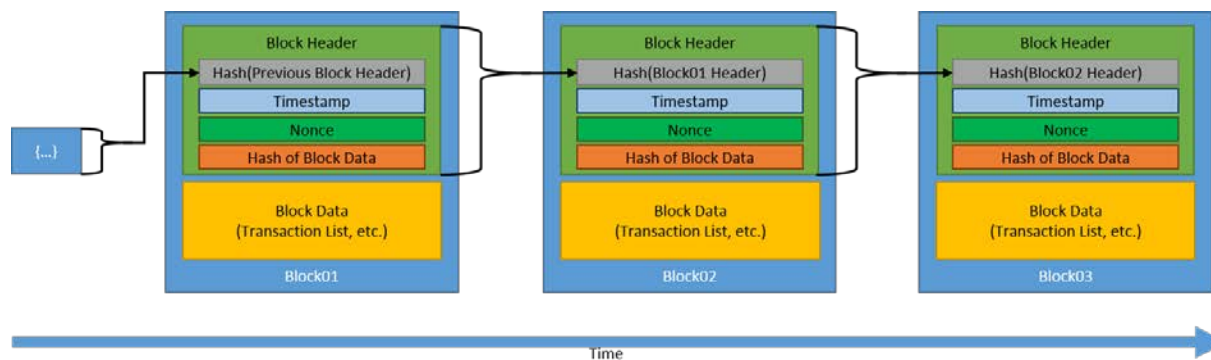 {...}
Block Header
Hash(Previous Block Header)
Timestamp
Nonce
Hash of Block Data
Block Data
(Transaction List, etc.)
Block01
Block Header
Hash(Block01 Header)
Timestamp
Nonce
Hash of Block Data
Block Data
(Transaction List, etc.)
Block02
Block Header
Hash(Block02 Header)
Timestamp
Nonce
Hash of Block Data
Block Data
(Transaction List, etc.)
Block03
Time